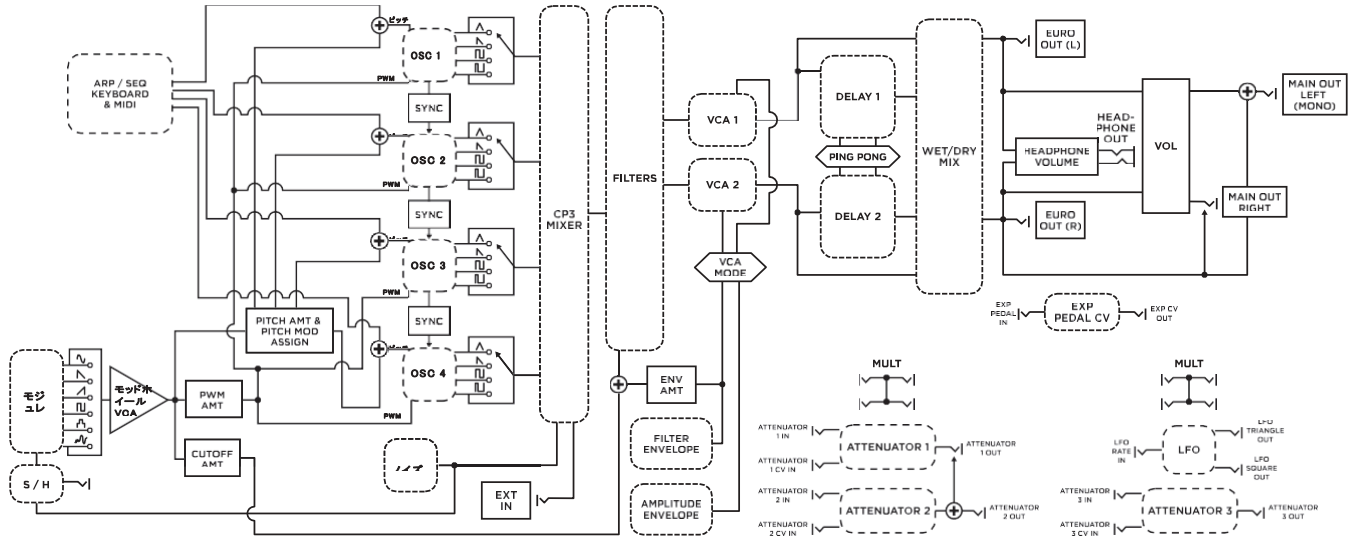 ARP / SEQ
KEYBOARD
& MIDI
ピッチ
OSC 1
PWM
SYNC
OSC 2
PWM
SYNC
OSC 3
PWM
SYNC
OSC 4
PWM
PITCH AMT &
PITCH MOD
ASSIGN
モジ
ュレ
モッドホ
イール
VCA
PWM
AMT
CUTOFF
AMT
S / H
ノイズ
EXT
IN
CP3
MIXER
FILTERS
ENV
AMT
FILTER
ENVELOPE
AMPLITUDE
ENVELOPE
VCA 1
VCA 2
VCA
MODE
DELAY 1
PING PONG
DELAY 2
WET/DRY
MIX
EURO
OUT (L)
HEAD-
PHONE
OUT
HEADPHONE
VOLUME
EURO
OUT (R)
VOL
MAIN OUT
LEFT
(MONO)
MAIN OUT
RIGHT
EXP
PEDAL
IN
EXP
PEDAL CV
EXP CV
OUT
MULT
ATTENUATOR
1 IN
ATTENUATOR
1 CV IN
ATTENUATOR 1
ATTENUATOR
1 OUT
ATTENUATOR
2 IN
ATTENUATOR
2 CV IN
ATTENUATOR 2
ATTENUATOR
2 OUT
MULT
LFO
RATE
IN
LFO
LFO
TRIANGLE
OUT
LFO
SQUARE
OUT
ATTENUATOR
3 IN
ATTENUATOR
3 CV IN
ATTENUATOR 3
ATTENUATOR
3 OUT